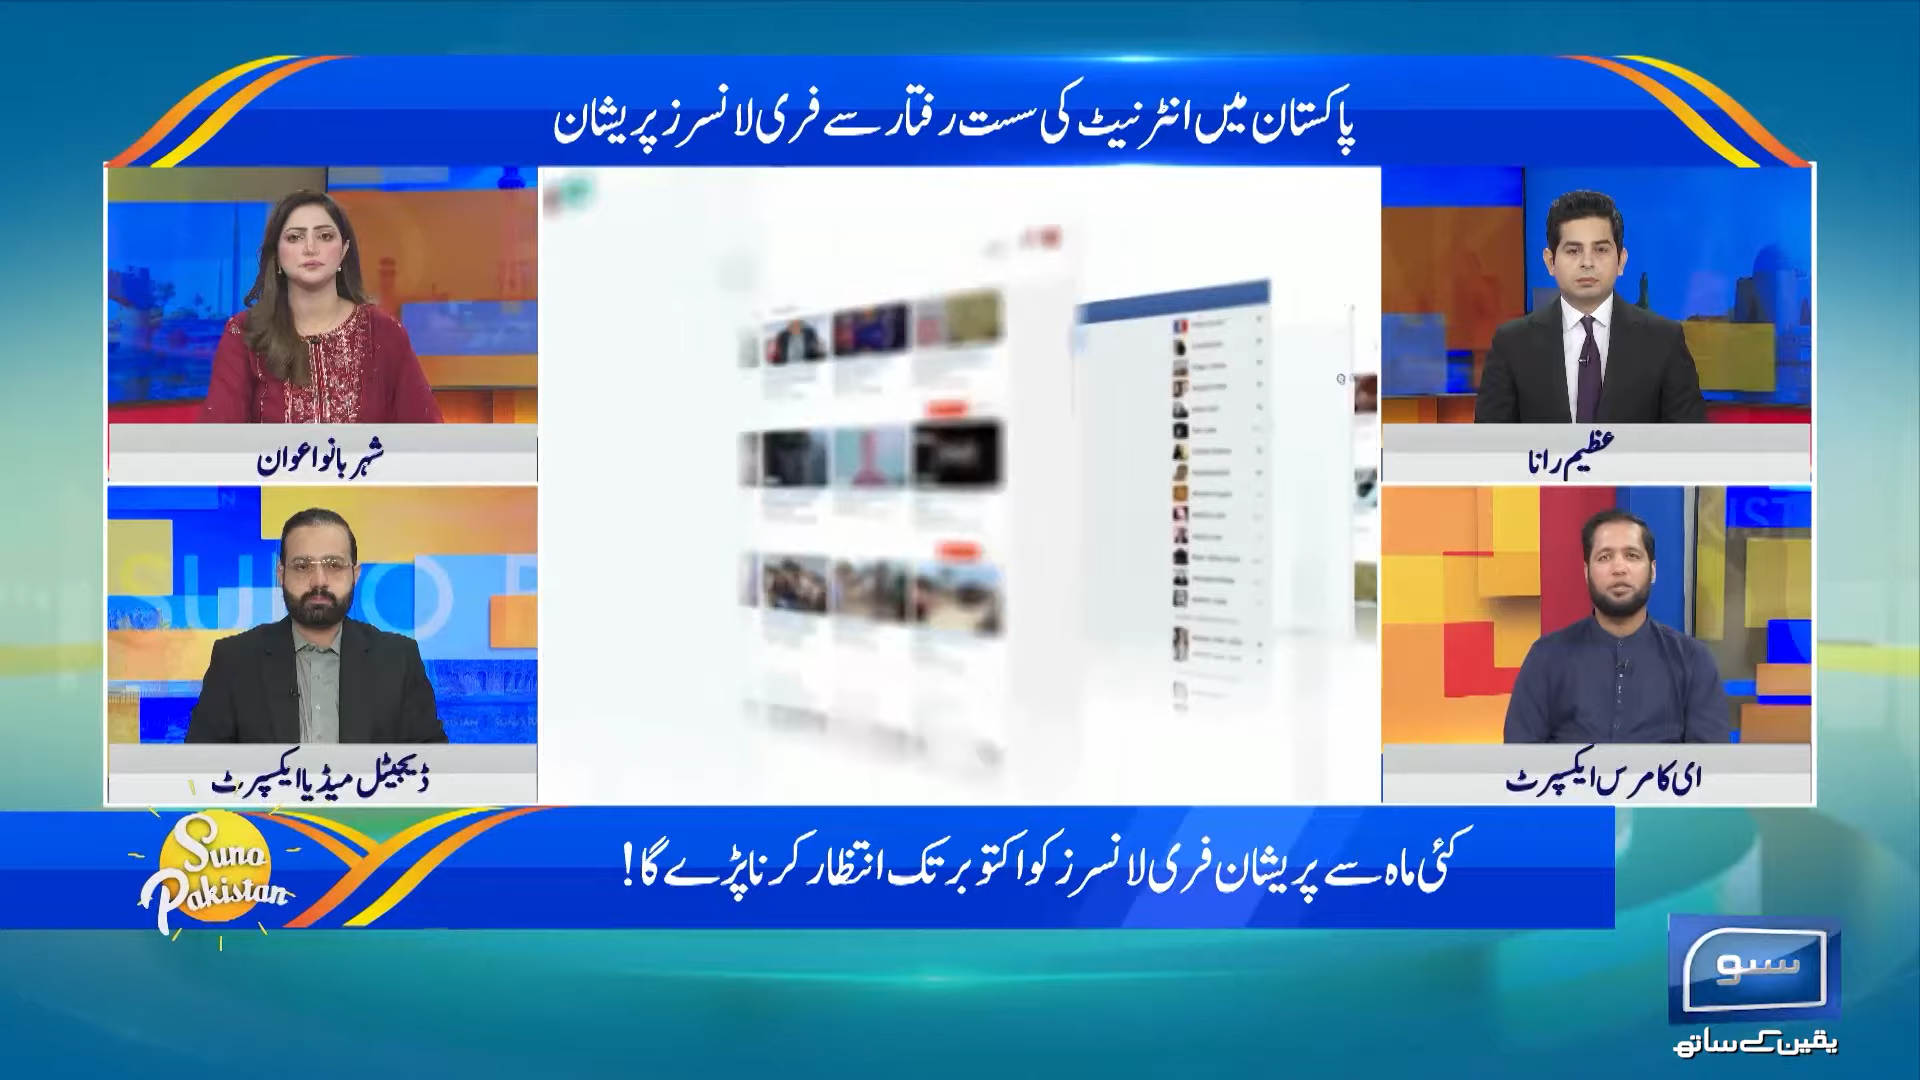 پاکستان میں انٹرنیٹ کی سست رفتار سے فری لانسرز پریشان
شہر بانو اعوان
عظیم رانا
SUNO P
ڈیجیٹل میڈیا ایکسپرٹ
ای کامرس ایکسپرٹ
کئی ماہ سے پریشان فری لانسرز کو اکتوبر تک انتظار کرنا پڑے گا!
Suno
Pakistan
سنو
یقین کے ساتھ